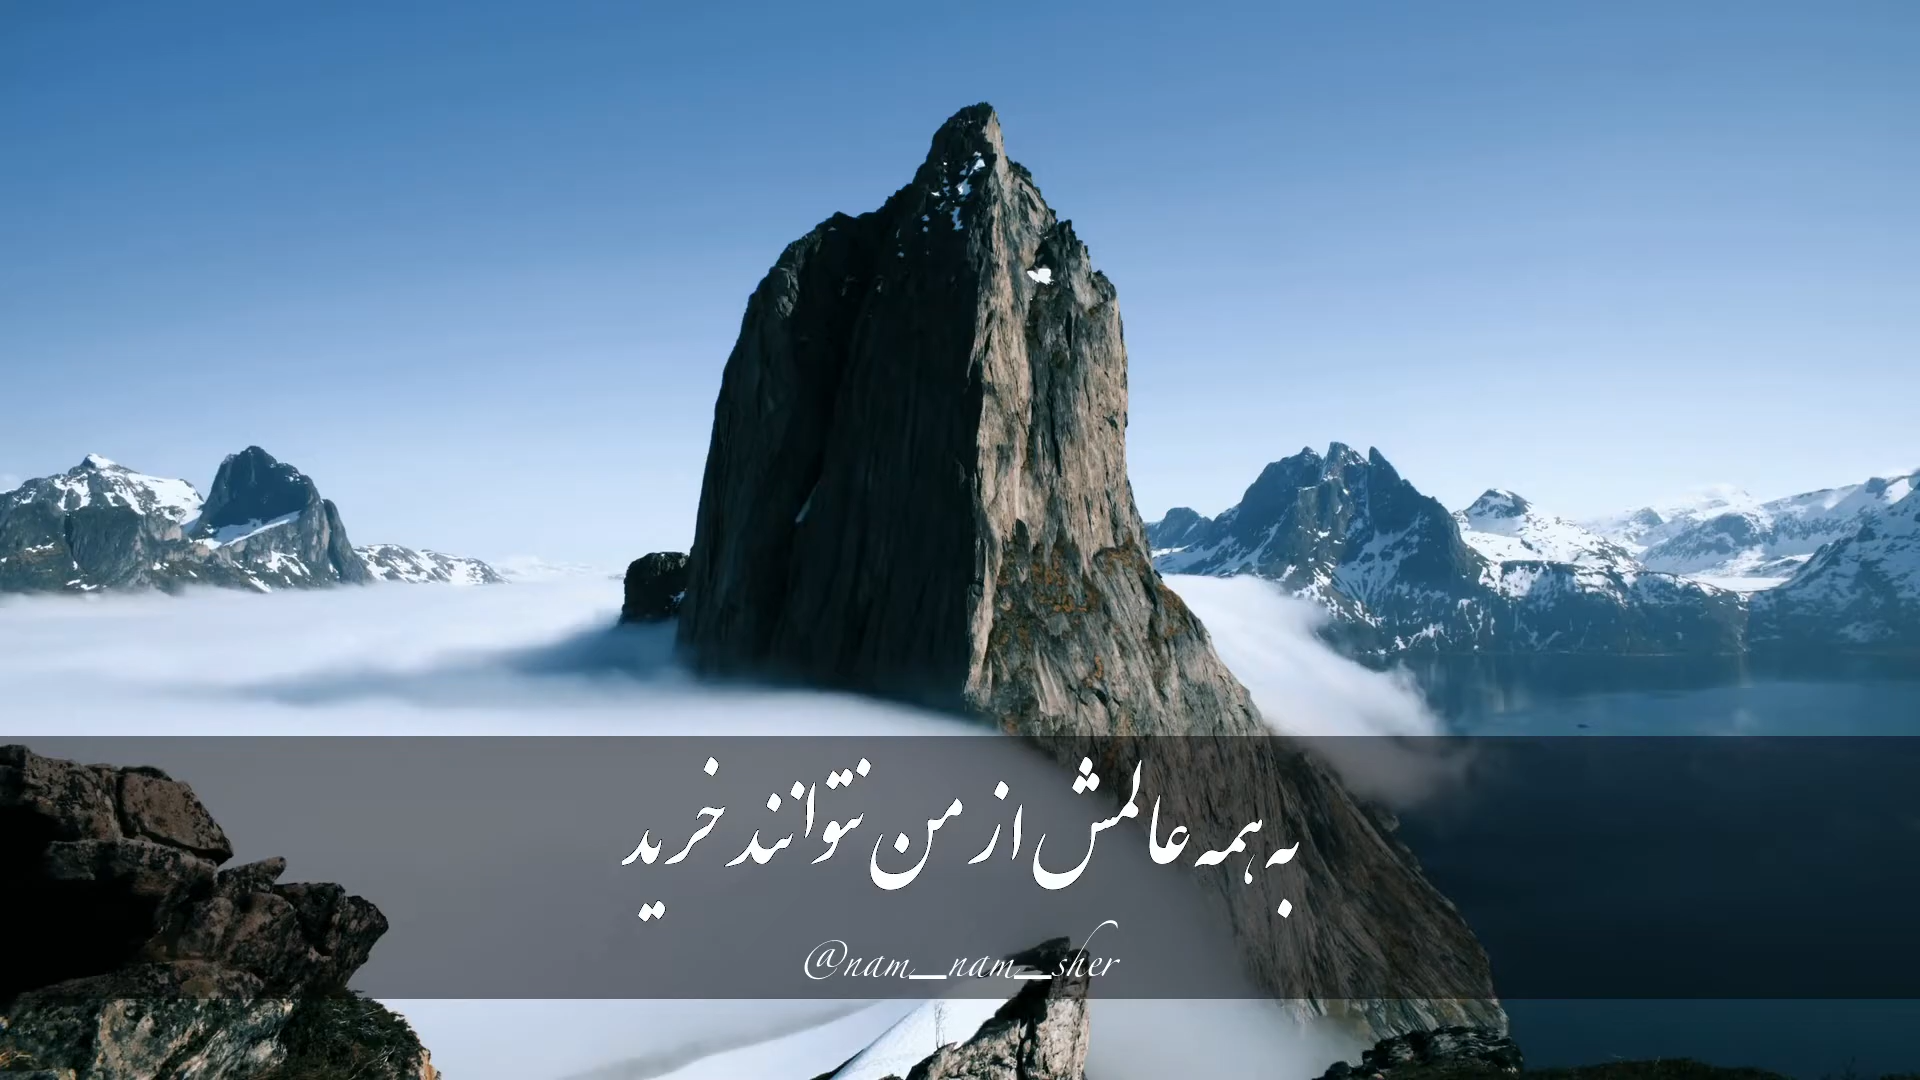 به همه عالمش از من نتوانند خرید
@nam_nam_sher